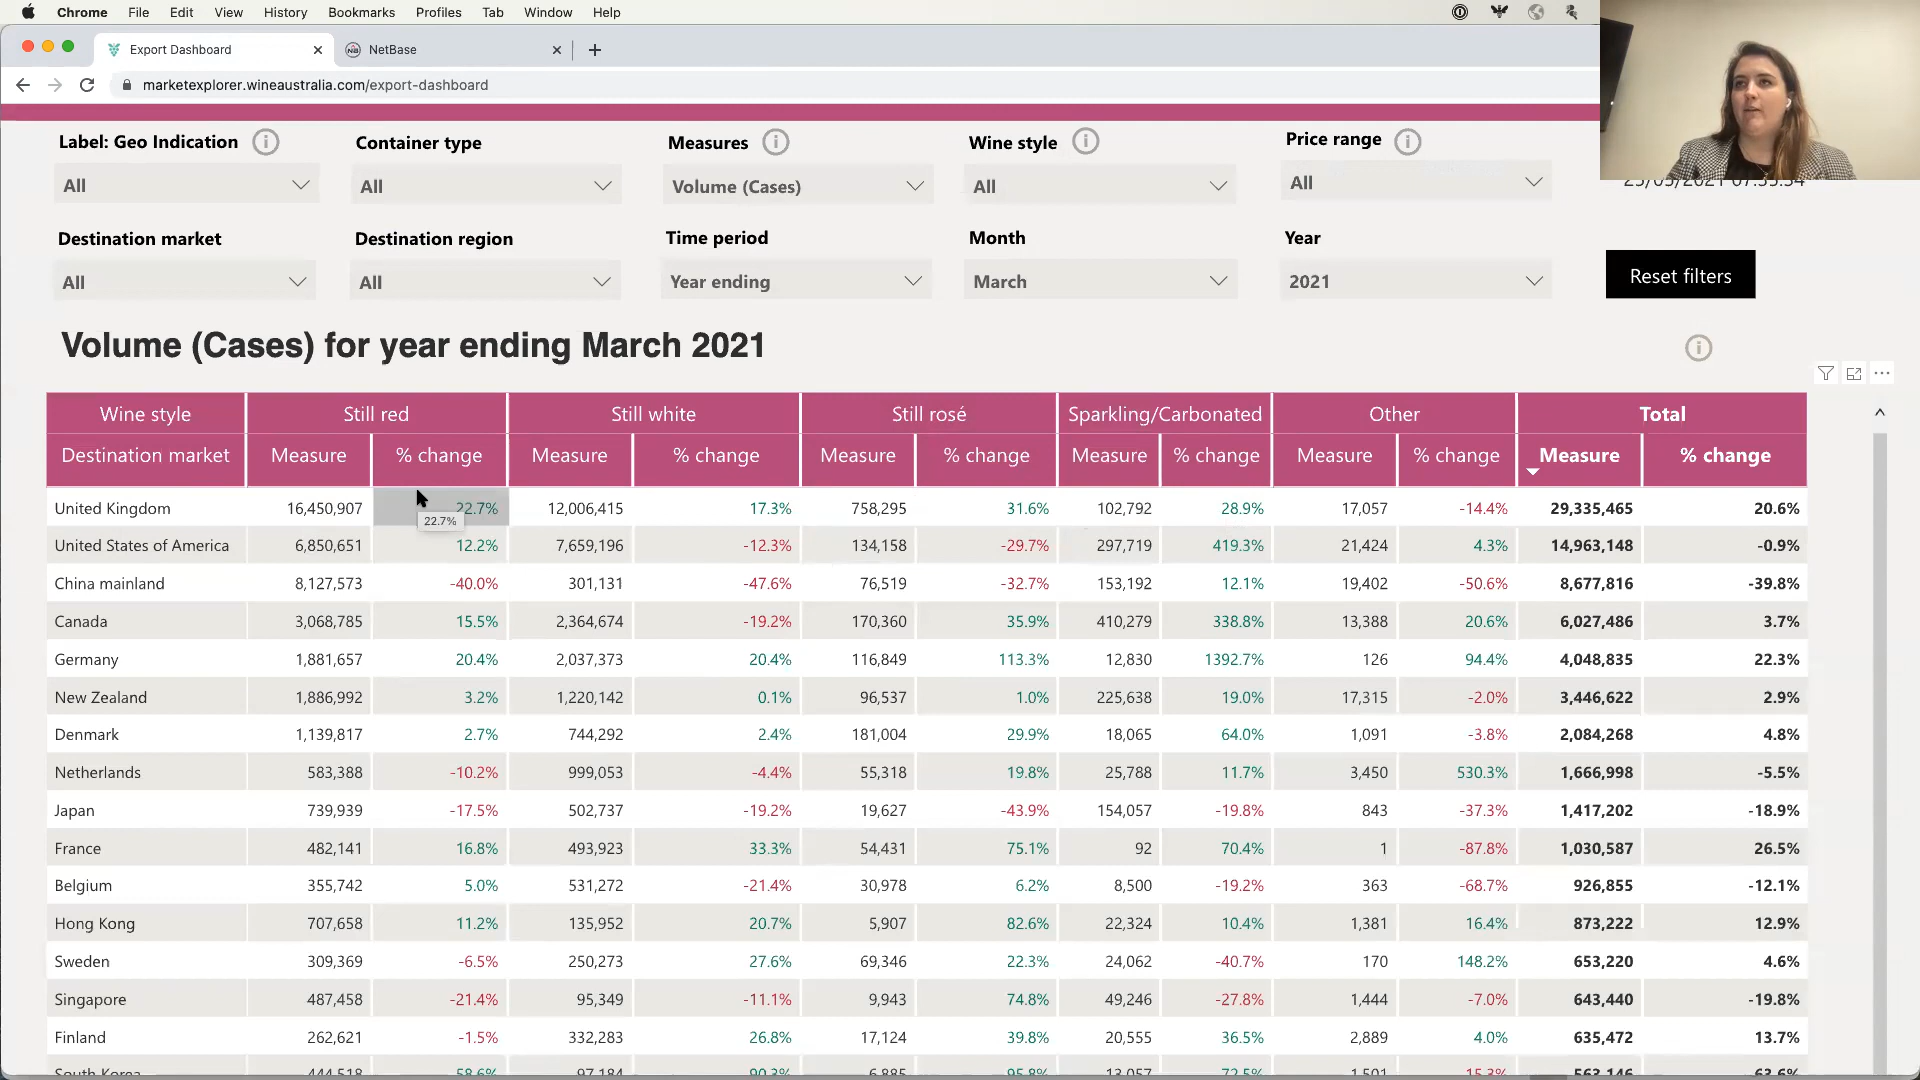 Chrome File Edit View History Bookmarks Profiles Tab Window Help
Export Dashboard NetBase
marketexplorer.wineaustralia.com/export-dashboard
Label: Geo Indication Container type Measures Wine style Price range
All All Volume (Cases) All All
Destination market Destination region Time period Month Year
All All Year ending March 2021 Reset filters
Volume (Cases) for year ending March 2021
Wine style Still red Still white Still rosé Sparkling/Carbonated Other Total
Destination market Measure % change Measure % change Measure % change Measure % change Measure % change Measure % change
United Kingdom 16,450,907 22.7% 12,006,415 17.3% 758,295 31.6% 102,792 28.9% 17,057 -14.4% 29,335,465 20.6%
22.7%
United States of America 6,850,651 12.2% 7,659,196 -12.3% 134,158 -29.7% 297,719 419.3% 21,424 4.3% 14,963,148 -0.9%
China mainland 8,127,573 -40.0% 301,131 -47.6% 76,519 -32.7% 153,192 12.1% 19,402 -50.6% 8,677,816 -39.8%
Canada 3,068,785 15.5% 2,364,674 -19.2% 170,360 35.9% 410,279 338.8% 13,388 20.6% 6,027,486 3.7%
Germany 1,881,657 20.4% 2,037,373 20.4% 116,849 113.3% 12,830 1392.7% 126 94.4% 4,048,835 22.3%
New Zealand 1,886,992 3.2% 1,220,142 0.1% 96,537 1.0% 225,638 19.0% 17,315 -2.0% 3,446,622 2.9%
Denmark 1,139,817 2.7% 744,292 2.4% 181,004 29.9% 18,065 64.0% 1,091 -3.8% 2,084,268 4.8%
Netherlands 583,388 -10.2% 999,053 -4.4% 55,318 19.8% 25,788 11.7% 3,450 530.3% 1,666,998 -5.5%
Japan 739,939 -17.5% 502,737 -19.2% 19,627 -43.9% 154,057 -19.8% 843 -37.3% 1,417,202 -18.9%
France 482,141 16.8% 493,923 33.3% 54,431 75.1% 92 70.4% 1 -87.8% 1,030,587 26.5%
Belgium 355,742 5.0% 531,272 -21.4% 30,978 6.2% 8,500 -19.2% 363 -68.7% 926,855 -12.1%
Hong Kong 707,658 11.2% 135,952 20.7% 5,907 82.6% 22,324 10.4% 1,381 16.4% 873,222 12.9%
Sweden 309,369 -6.5% 250,273 27.6% 69,346 22.3% 24,062 -40.7% 170 148.2% 653,220 4.6%
Singapore 487,458 -21.4% 95,349 -11.1% 9,943 74.8% 49,246 -27.8% 1,444 -7.0% 643,440 -19.8%
Finland 262,621 -1.5% 332,283 26.8% 17,124 39.8% 20,555 36.5% 2,889 4.0% 635,472 13.7%
South Korea